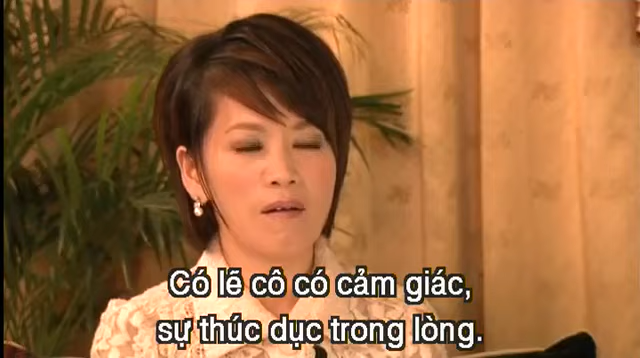 Có lẽ cô có cảm giác,
sự thúc dục trong lòng.